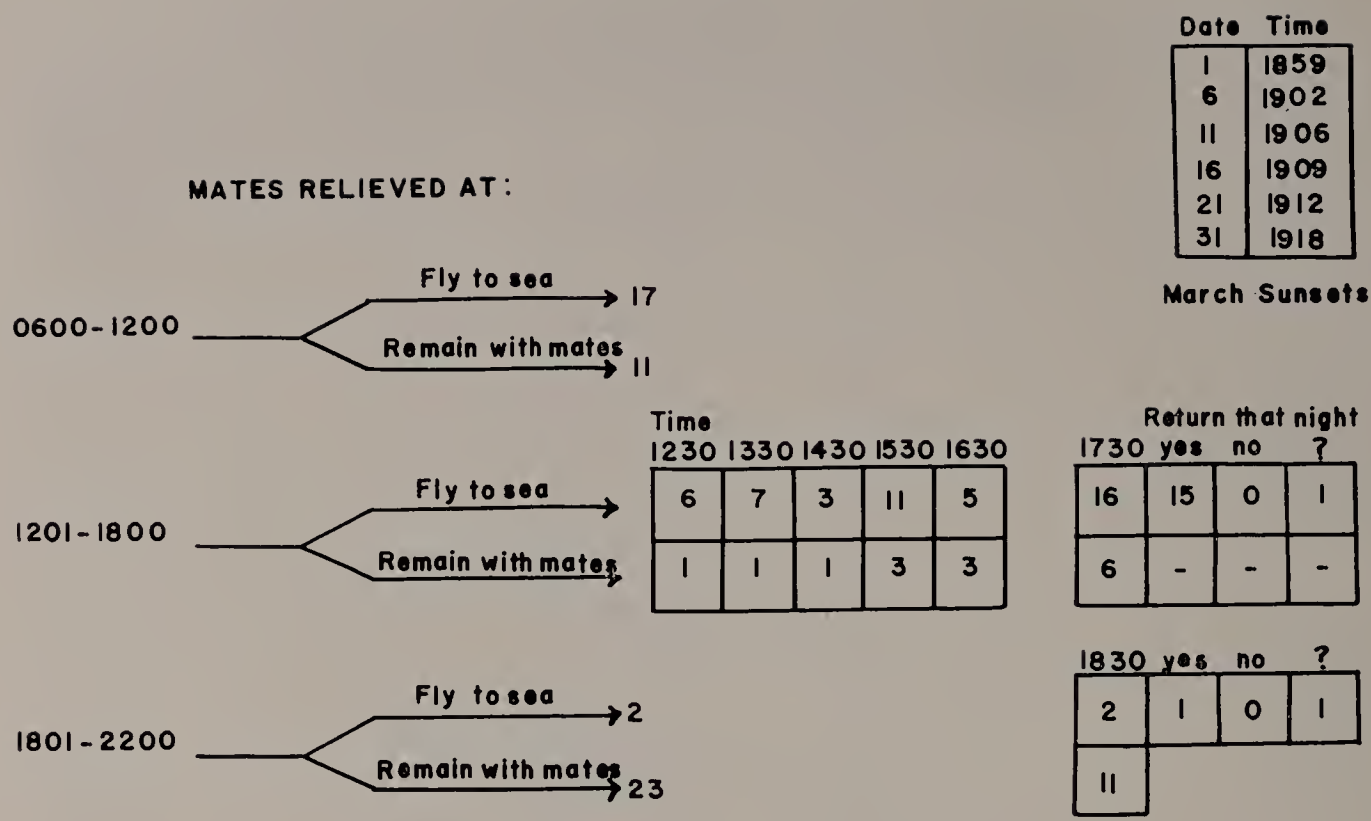 Date Time
1 1859
6 1902
11 1906
16 1909
21 1912
31 1918
March Sunsets
MATES RELIEVED AT:
0600-1200
Fly to sea 17
Remain with mates 11
Time
1230 1330 1430 1530 1630
1201-1800
Fly to sea 6 7 3 11 5
Remain with mates 1 1 1 3 3
Return that night
1730 yes no ?
16 15 0 1
6 - - -
1801-2200
Fly to sea 2
Remain with mates 23
1830 yes no ?
2 1 0 1
11